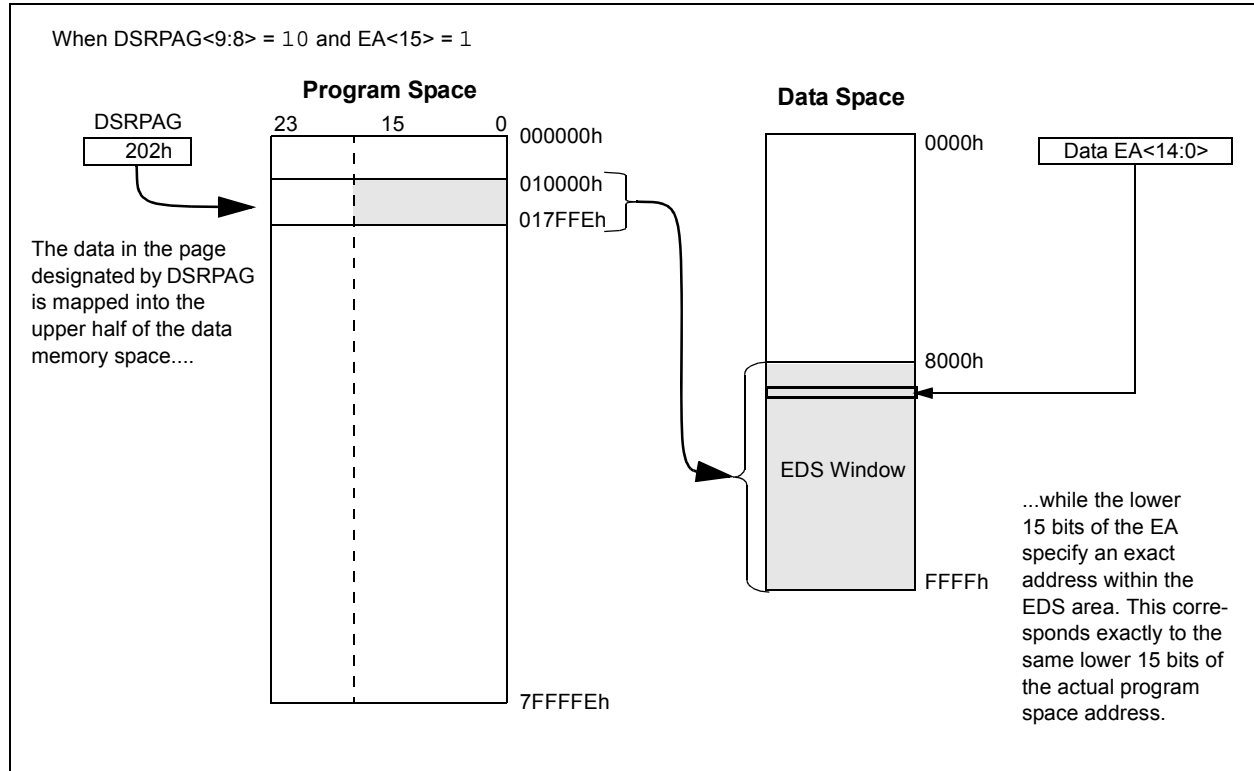 When DSRPAG<9:8> = 10 and EA<15> = 1
Program Space
Data Space
DSRPAG
202h
23 15 0
000000h
010000h
017FFEh
7FFFFEh
The data in the page
designated by DSRPAG
is mapped into the
upper half of the data
memory space....
0000h
8000h
EDS Window
FFFFh
Data EA<14:0>
...while the lower
15 bits of the EA
specify an exact
address within the
EDS area. This corre-
sponds exactly to the
same lower 15 bits of
the actual program
space address.